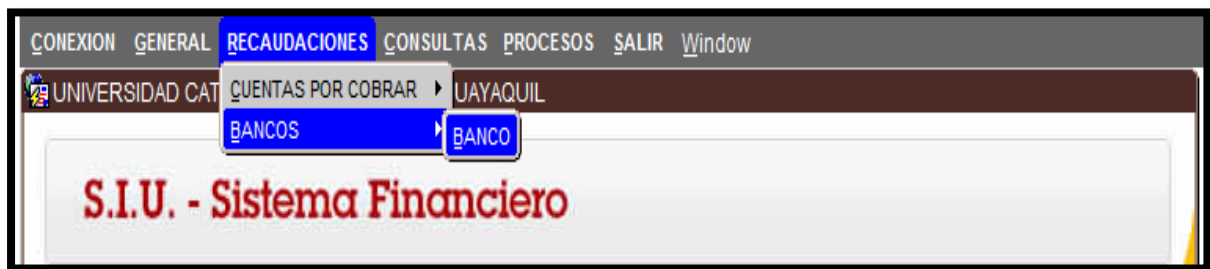 CONEXION GENERAL RECAUDACIONES CONSULTAS PROCESOS SALIR Window
UNIVERSIDAD CAT CUENTAS POR COBRAR UAYAQUIL
BANCOS BANCO
S.I.U. - Sistema Financiero